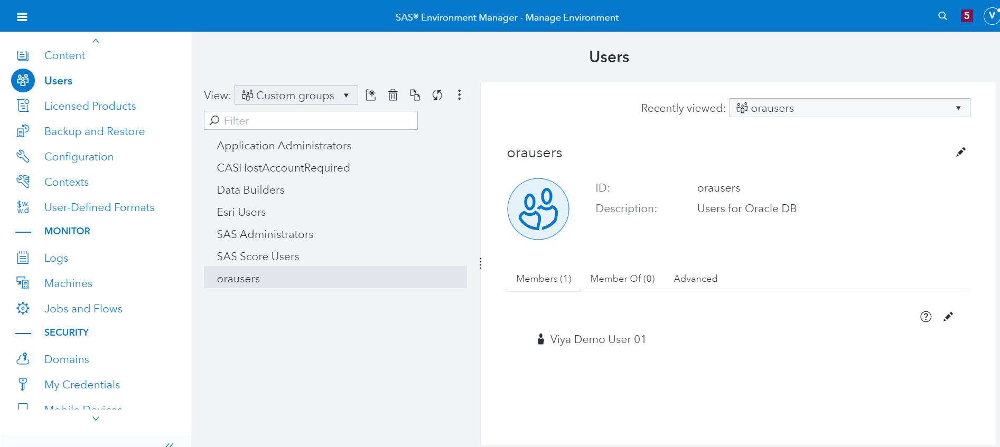 SAS® Environment Manager - Manage Environment
5
V
Content
Users
Licensed Products
Backup and Restore
Configuration
Contexts
$w.
w.d
User-Defined Formats
MONITOR
Logs
Machines
Jobs and Flows
SECURITY
Domains
My Credentials
Mobile Devices
Users
View: Custom groups
Filter
Application Administrators
CASHostAccountRequired
Data Builders
Esri Users
SAS Administrators
SAS Score Users
orausers
Recently viewed: orausers
orausers
ID: orausers
Description: Users for Oracle DB
Members (1) Member Of (0) Advanced
?
Viya Demo User 01